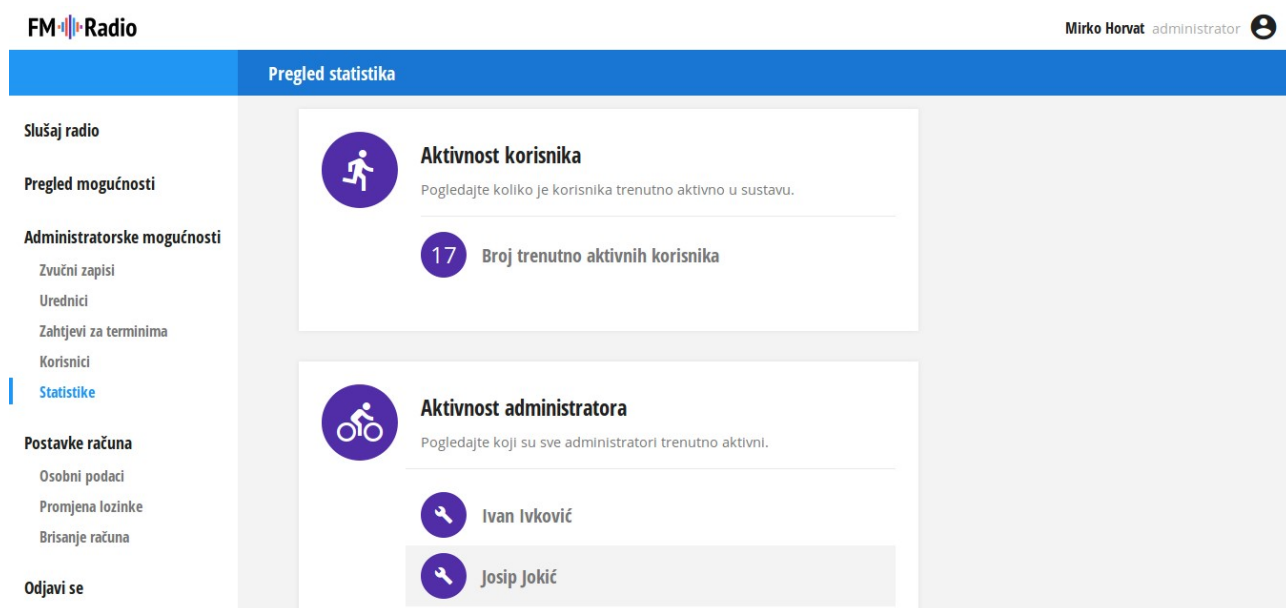 FM Radio
Mirko Horvat administrator
Pregled statistika
Slušaj radio
Pregled mogućnosti
Administratorske mogućnosti
Zvučni zapisi
Urednici
Zahtjevi za terminima
Korisnici
Statistike
Postavke računa
Osobni podaci
Promjena lozinke
Brisanje računa
Odjavi se
Aktivnost korisnika
Pogledajte koliko je korisnika trenutno aktivno u sustavu.
17 Broj trenutno aktivnih korisnika
Aktivnost administratora
Pogledajte koji su sve administratori trenutno aktivni.
Ivan Ivković
Josip Jokić